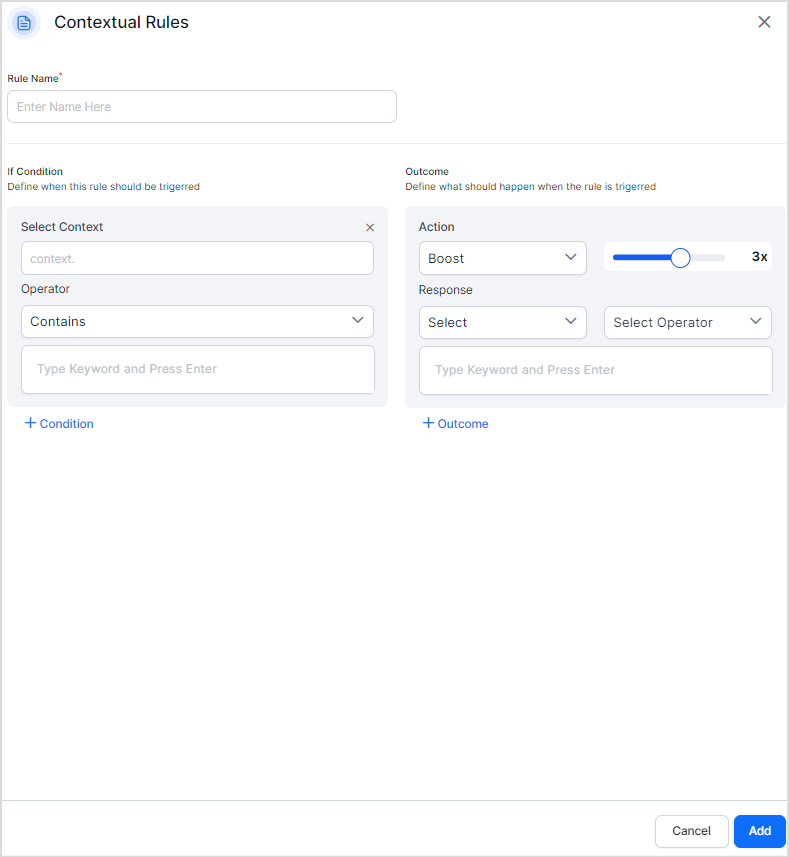 Contextual Rules
Rule Name*
Enter Name Here
If Condition
Define when this rule should be trigerred
Select Context
context.
Operator
Contains
Type Keyword and Press Enter
+ Condition
Outcome
Define what should happen when the rule is trigerred
Action
Boost
3x
Response
Select
Select Operator
Type Keyword and Press Enter
+ Outcome
Cancel
Add